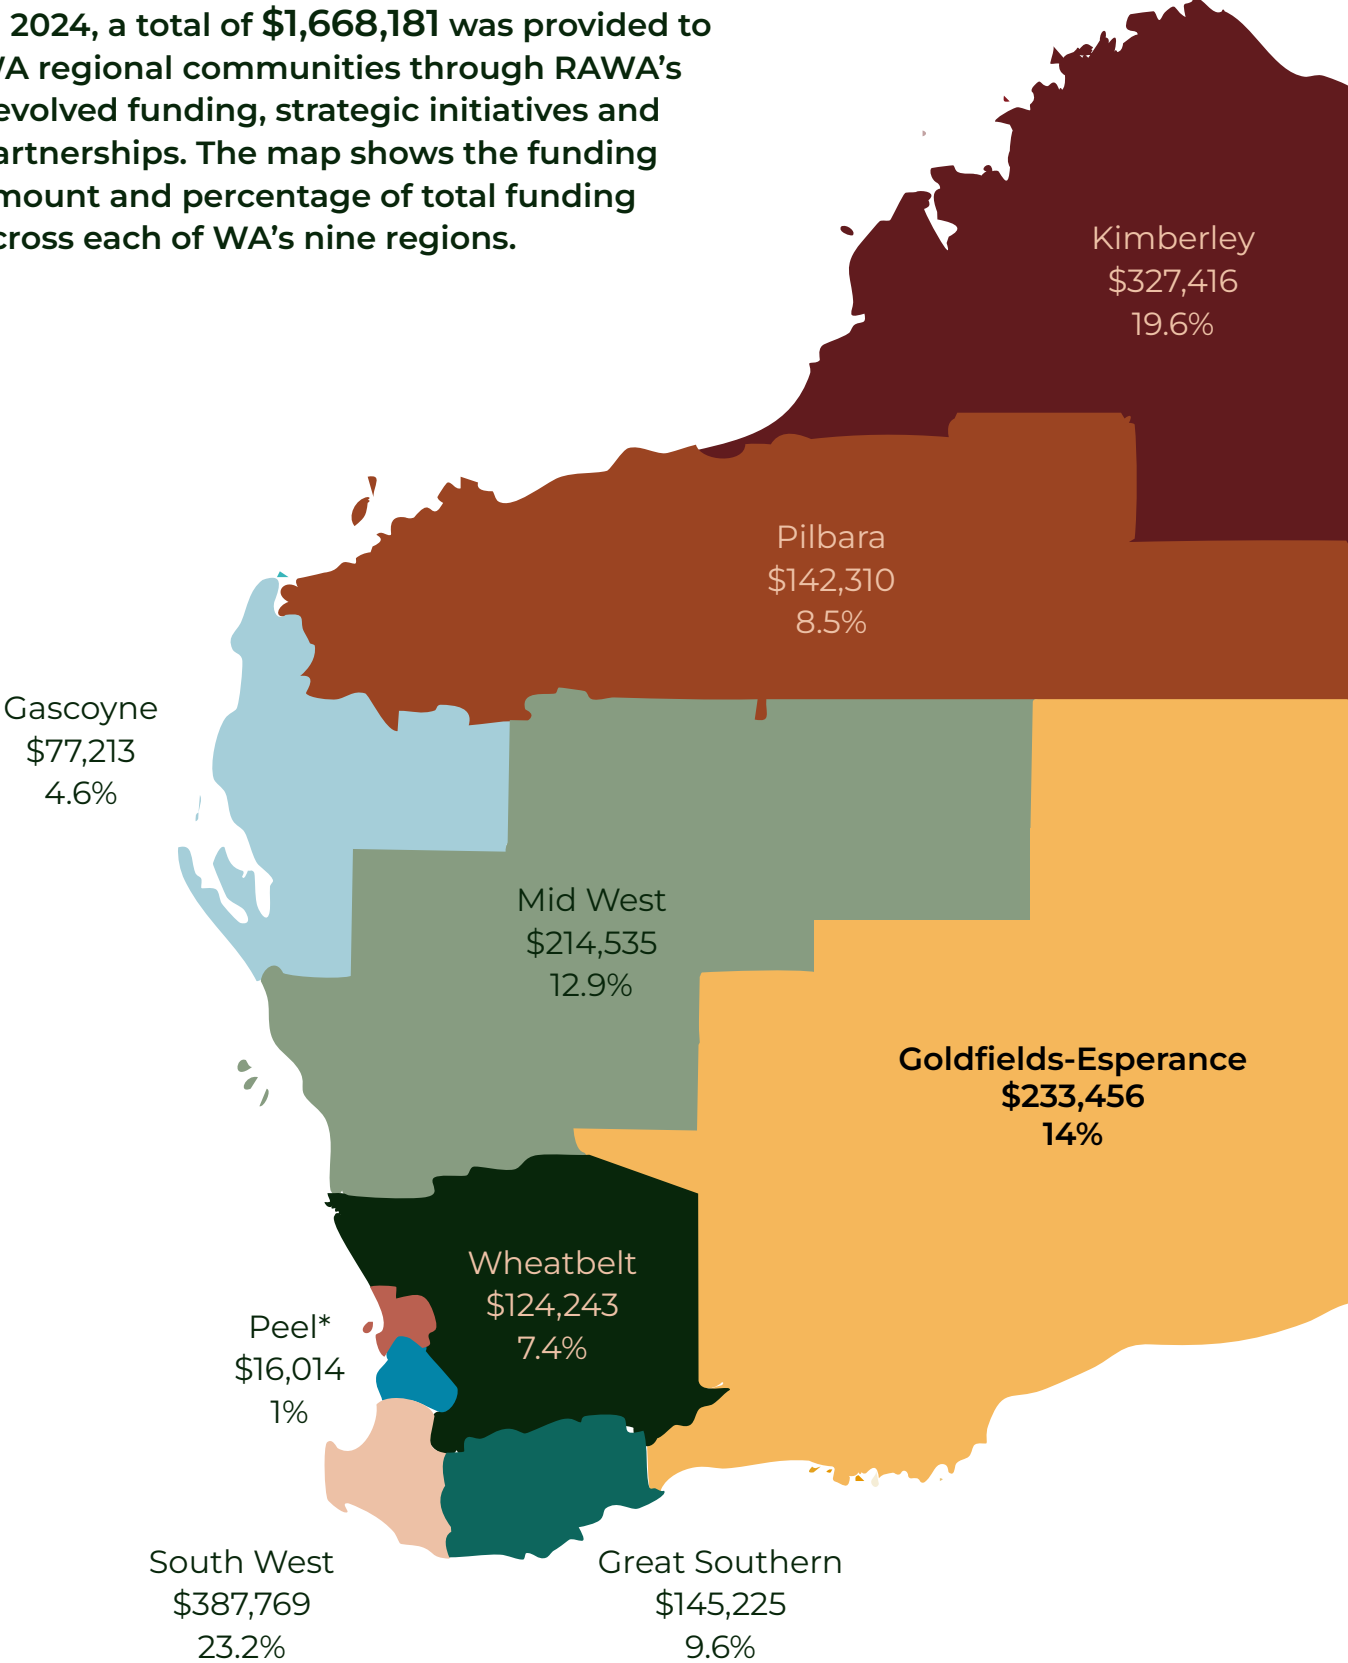 2024, a total of $1,668,181 was provided to
WA regional communities through RAWA's
evolved funding, strategic initiatives and
artnerships. The map shows the funding
mount and percentage of total funding
cross each of WA's nine regions.
Kimberley
$327,416
19.6%
Pilbara
$142,310
8.5%
Gascoyne
$77,213
4.6%
Mid West
$214,535
12.9%
Goldfields-Esperance
$233,456
14%
Wheatbelt
$124,243
7.4%
Peel*
$16,014
1%
South West
$387,769
23.2%
Great Southern
$145,225
9.6%